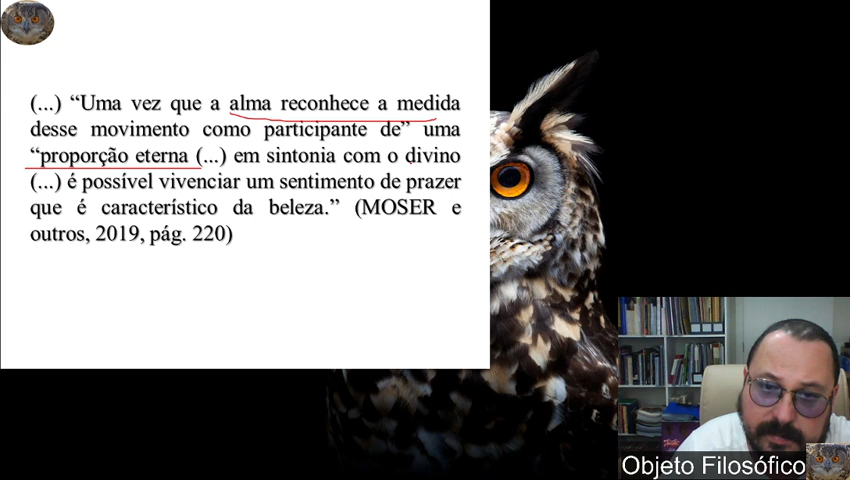 (...) “Uma vez que a alma reconhece a medida
desse movimento como participante de” uma
“proporção eterna (...) em sintonia com o divino
(...) é possível vivenciar um sentimento de prazer
que é característico da beleza.” (MOSER e
outros, 2019, pág. 220)
Objeto Filosófico